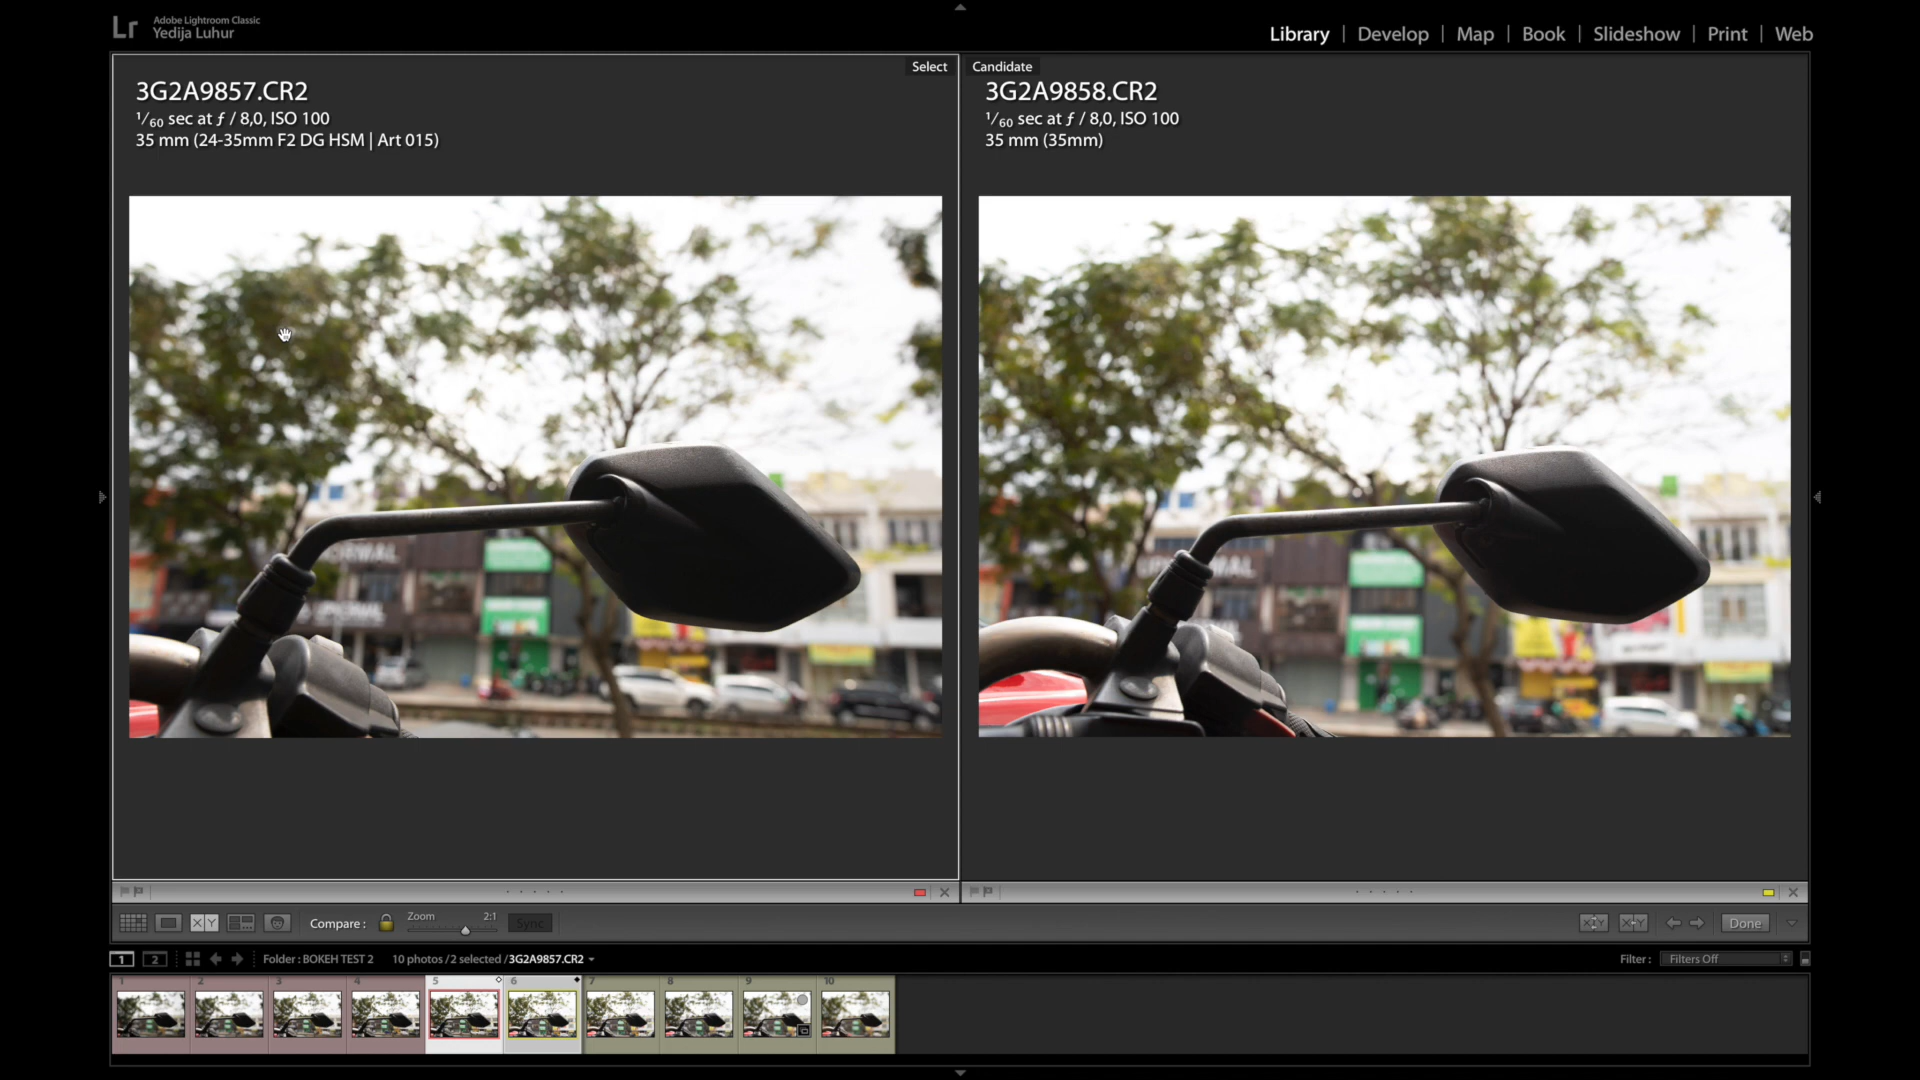 Lr
Adobe Lightroom Classic
Yedija Luhur
Library | Develop | Map | Book | Slideshow | Print | Web
Select
3G2A9857.CR2
1/60 sec at ƒ / 8,0, ISO 100
35 mm (24-35mm F2 DG HSM | Art 015)
Candidate
3G2A9858.CR2
1/60 sec at ƒ / 8,0, ISO 100
35 mm (35mm)
XY
Compare :
Zoom 2:1
Sync
Done
1 2
Folder : BOKEH TEST 2
10 photos / 2 selected / 3G2A9857.CR2
Filter : Filters Off
1 2 3 4 5 6 7 8 9 10